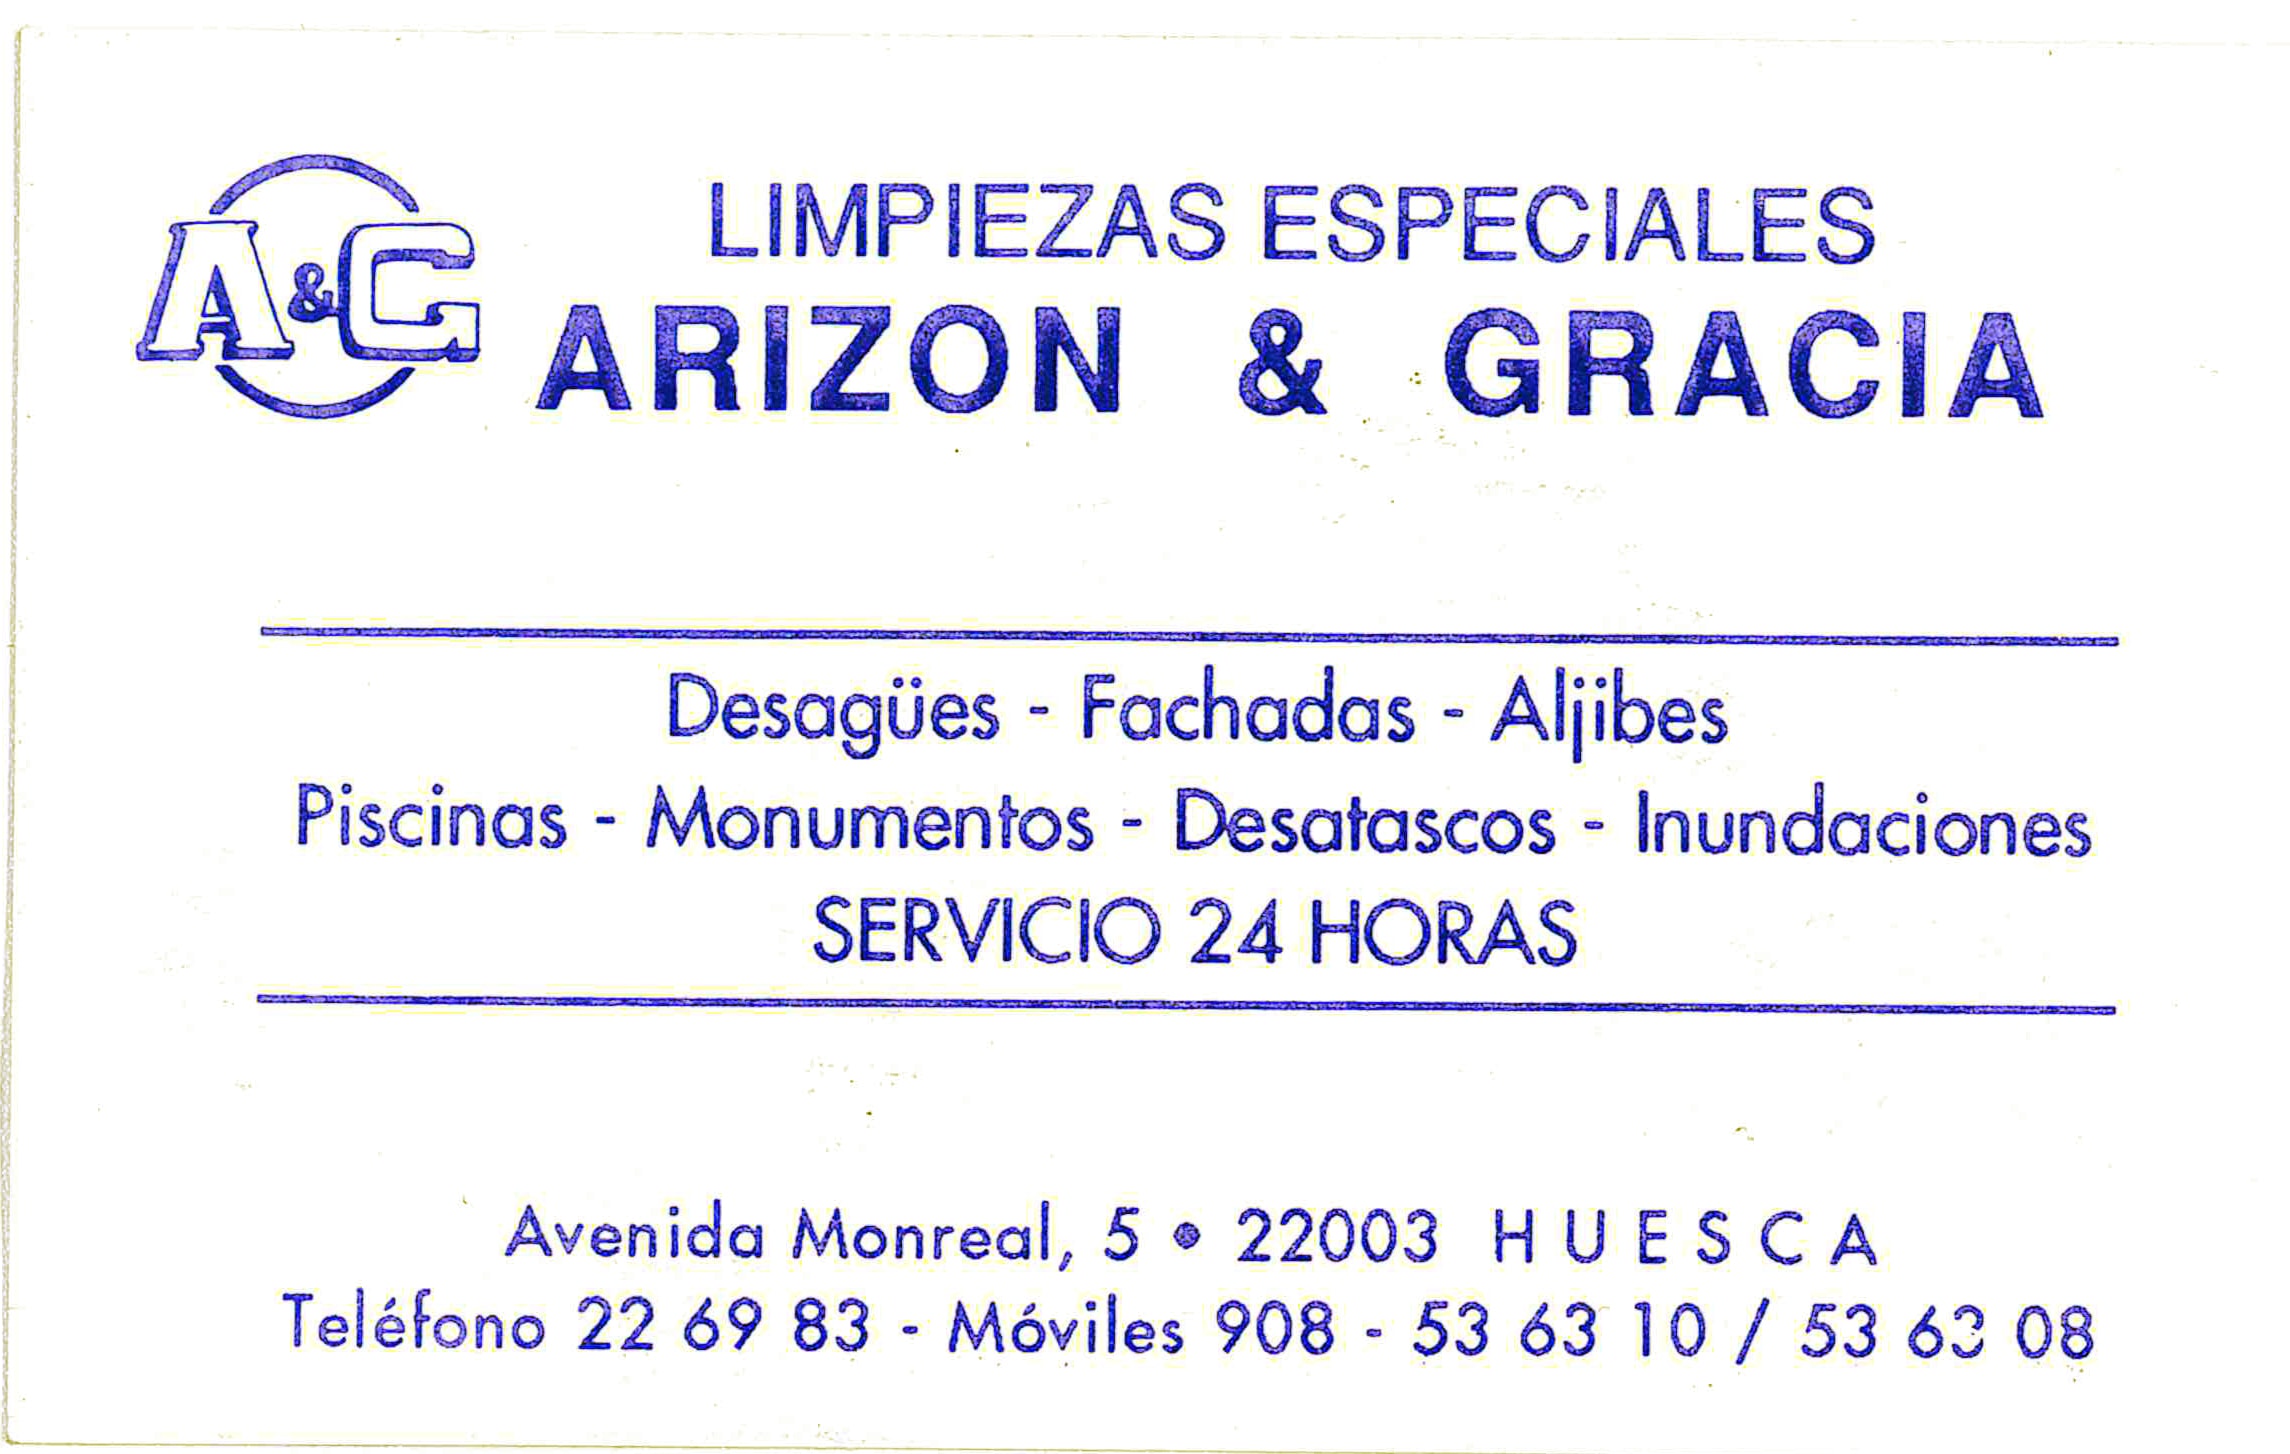 A&G
LIMPIEZAS ESPECIALES
ARIZON & GRACIA
Desagües - Fachadas - Aljibes
Piscinas - Monumentos - Desatascos - Inundaciones
SERVICIO 24 HORAS
Avenida Monreal, 5 • 22003 HUESCA
Teléfono 22 69 83 - Móviles 908 - 53 63 10 / 53 63 08